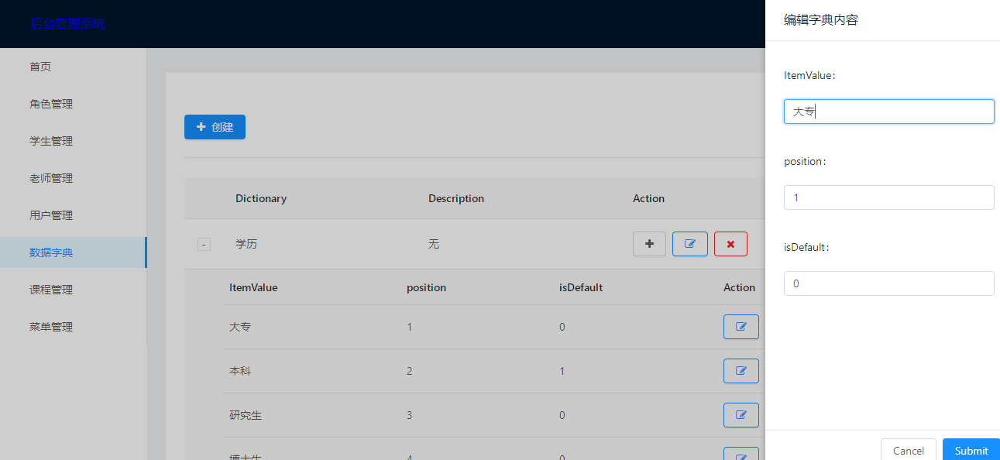 后台管理系统
首页
角色管理
学生管理
老师管理
用户管理
数据字典
课程管理
菜单管理
创建
Dictionary Description Action
- 学历 无
ItemValue position isDefault Action
大专 1 0
本科 2 1
研究生 3 0
博士生 4 0
编辑字典内容
ItemValue:
大专
position:
1
isDefault:
0
Cancel Submit